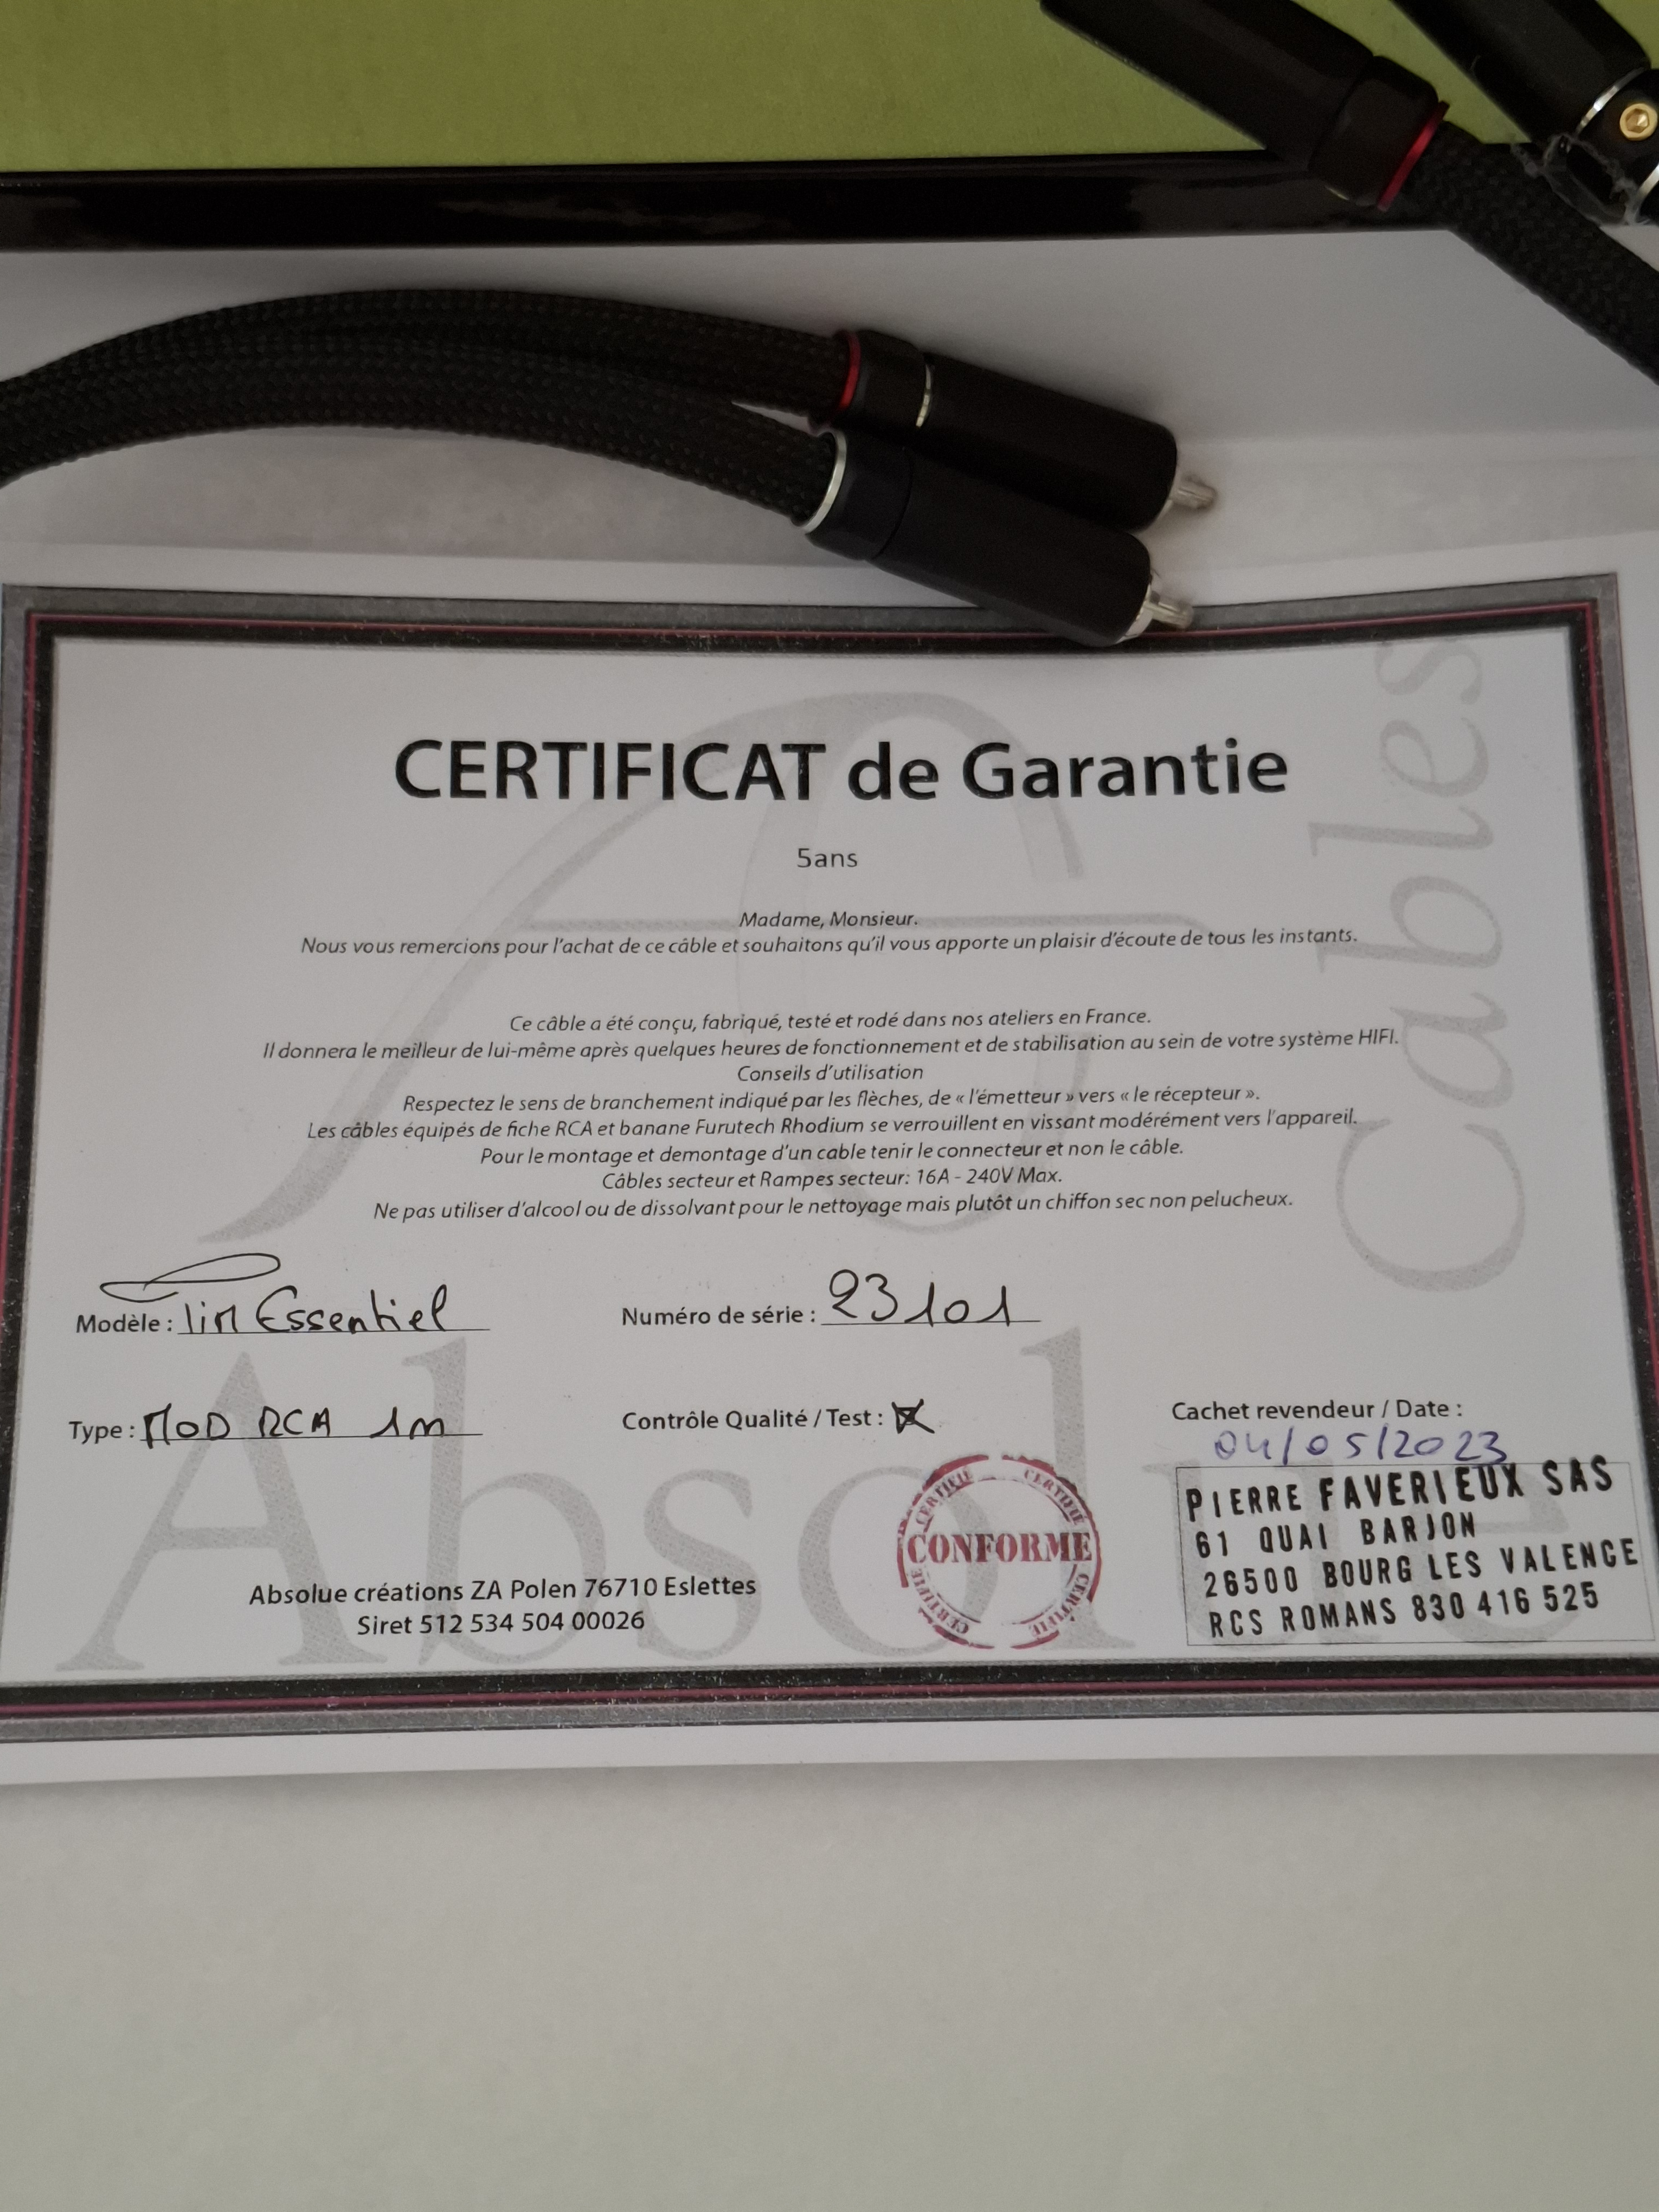 CERTIFICAT de Garantie
5ans
Madame, Monsieur.
Nous vous remercions pour l'achat de ce câble et souhaitons qu'il vous apporte un plaisir d'écoute de tous les instants.
Ce câble a été conçu, fabriqué, testé et rodé dans nos ateliers en France.
Il donnera le meilleur de lui-même après quelques heures de fonctionnement et de stabilisation au sein de votre système HIFI.
Conseils d'utilisation
Respectez le sens de branchement indiqué par les flèches, de « l'émetteur » vers « le récepteur ».
Les câbles équipés de fiche RCA et banane Furutech Rhodium se verrouillent en vissant modérément vers l'appareil.
Pour le montage et demontage d'un cable tenir le connecteur et non le câble.
Câbles secteur et Rampes secteur: 16A - 240V Max.
Ne pas utiliser d'alcool ou de dissolvant pour le nettoyage mais plutôt un chiffon sec non pelucheux.
Modèle : Tim Essentiel
Numéro de série : 23101
Type : MOD RCA 1m
Contrôle Qualité / Test :
Cachet revendeur / Date :
04/05/2023
PIERRE FAVERIEUX SAS
61 QUAI BARJON
26500 BOURG LES VALENCE
RCS ROMANS 830 416 525
CERTIFIE CERTIFIE
CONFORME
CERTIFIE CERTIFIE
Absolue créations ZA Polen 76710 Eslettes
Siret 512 534 504 00026
Cables